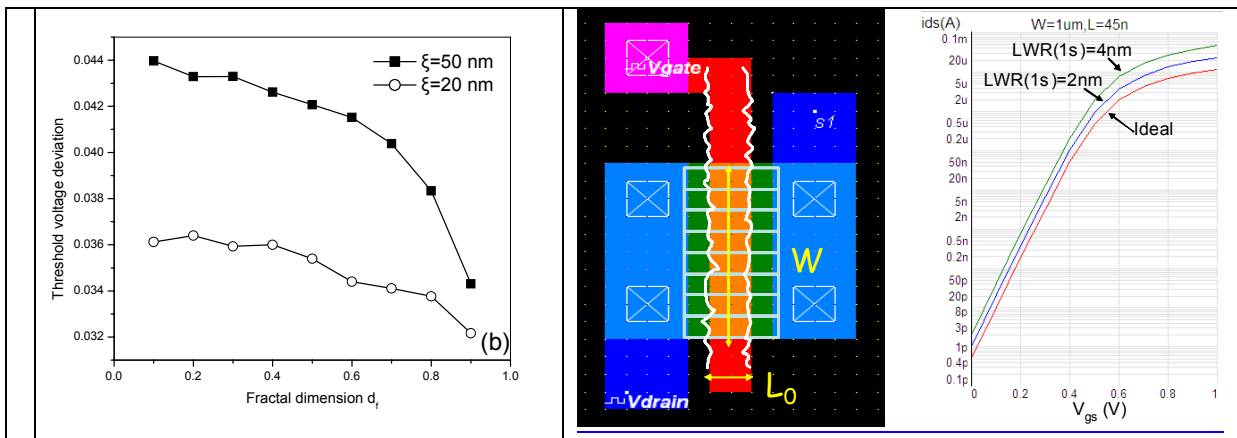 0.044
0.042
0.040
0.038
0.036
0.034
0.032
0.0 0.2 0.4 0.6 0.8 1.0
Threshold voltage deviation
Fractal dimension d_f
ξ=50 nm
ξ=20 nm
(b)
Vgate
s1
W
L₀
Vdrain
ids(A)
W=1um,L=45n
LWR(1s)=4nm
LWR(1s)=2nm
Ideal
0.1m
20u
5u
2u
0.5u
0.2u
50n
20n
5n
2n
0.5n
0.2n
50p
20p
8p
3p
1p
0.4p
0.1p
0 0.2 0.4 0.6 0.8 1
V_gs (V)